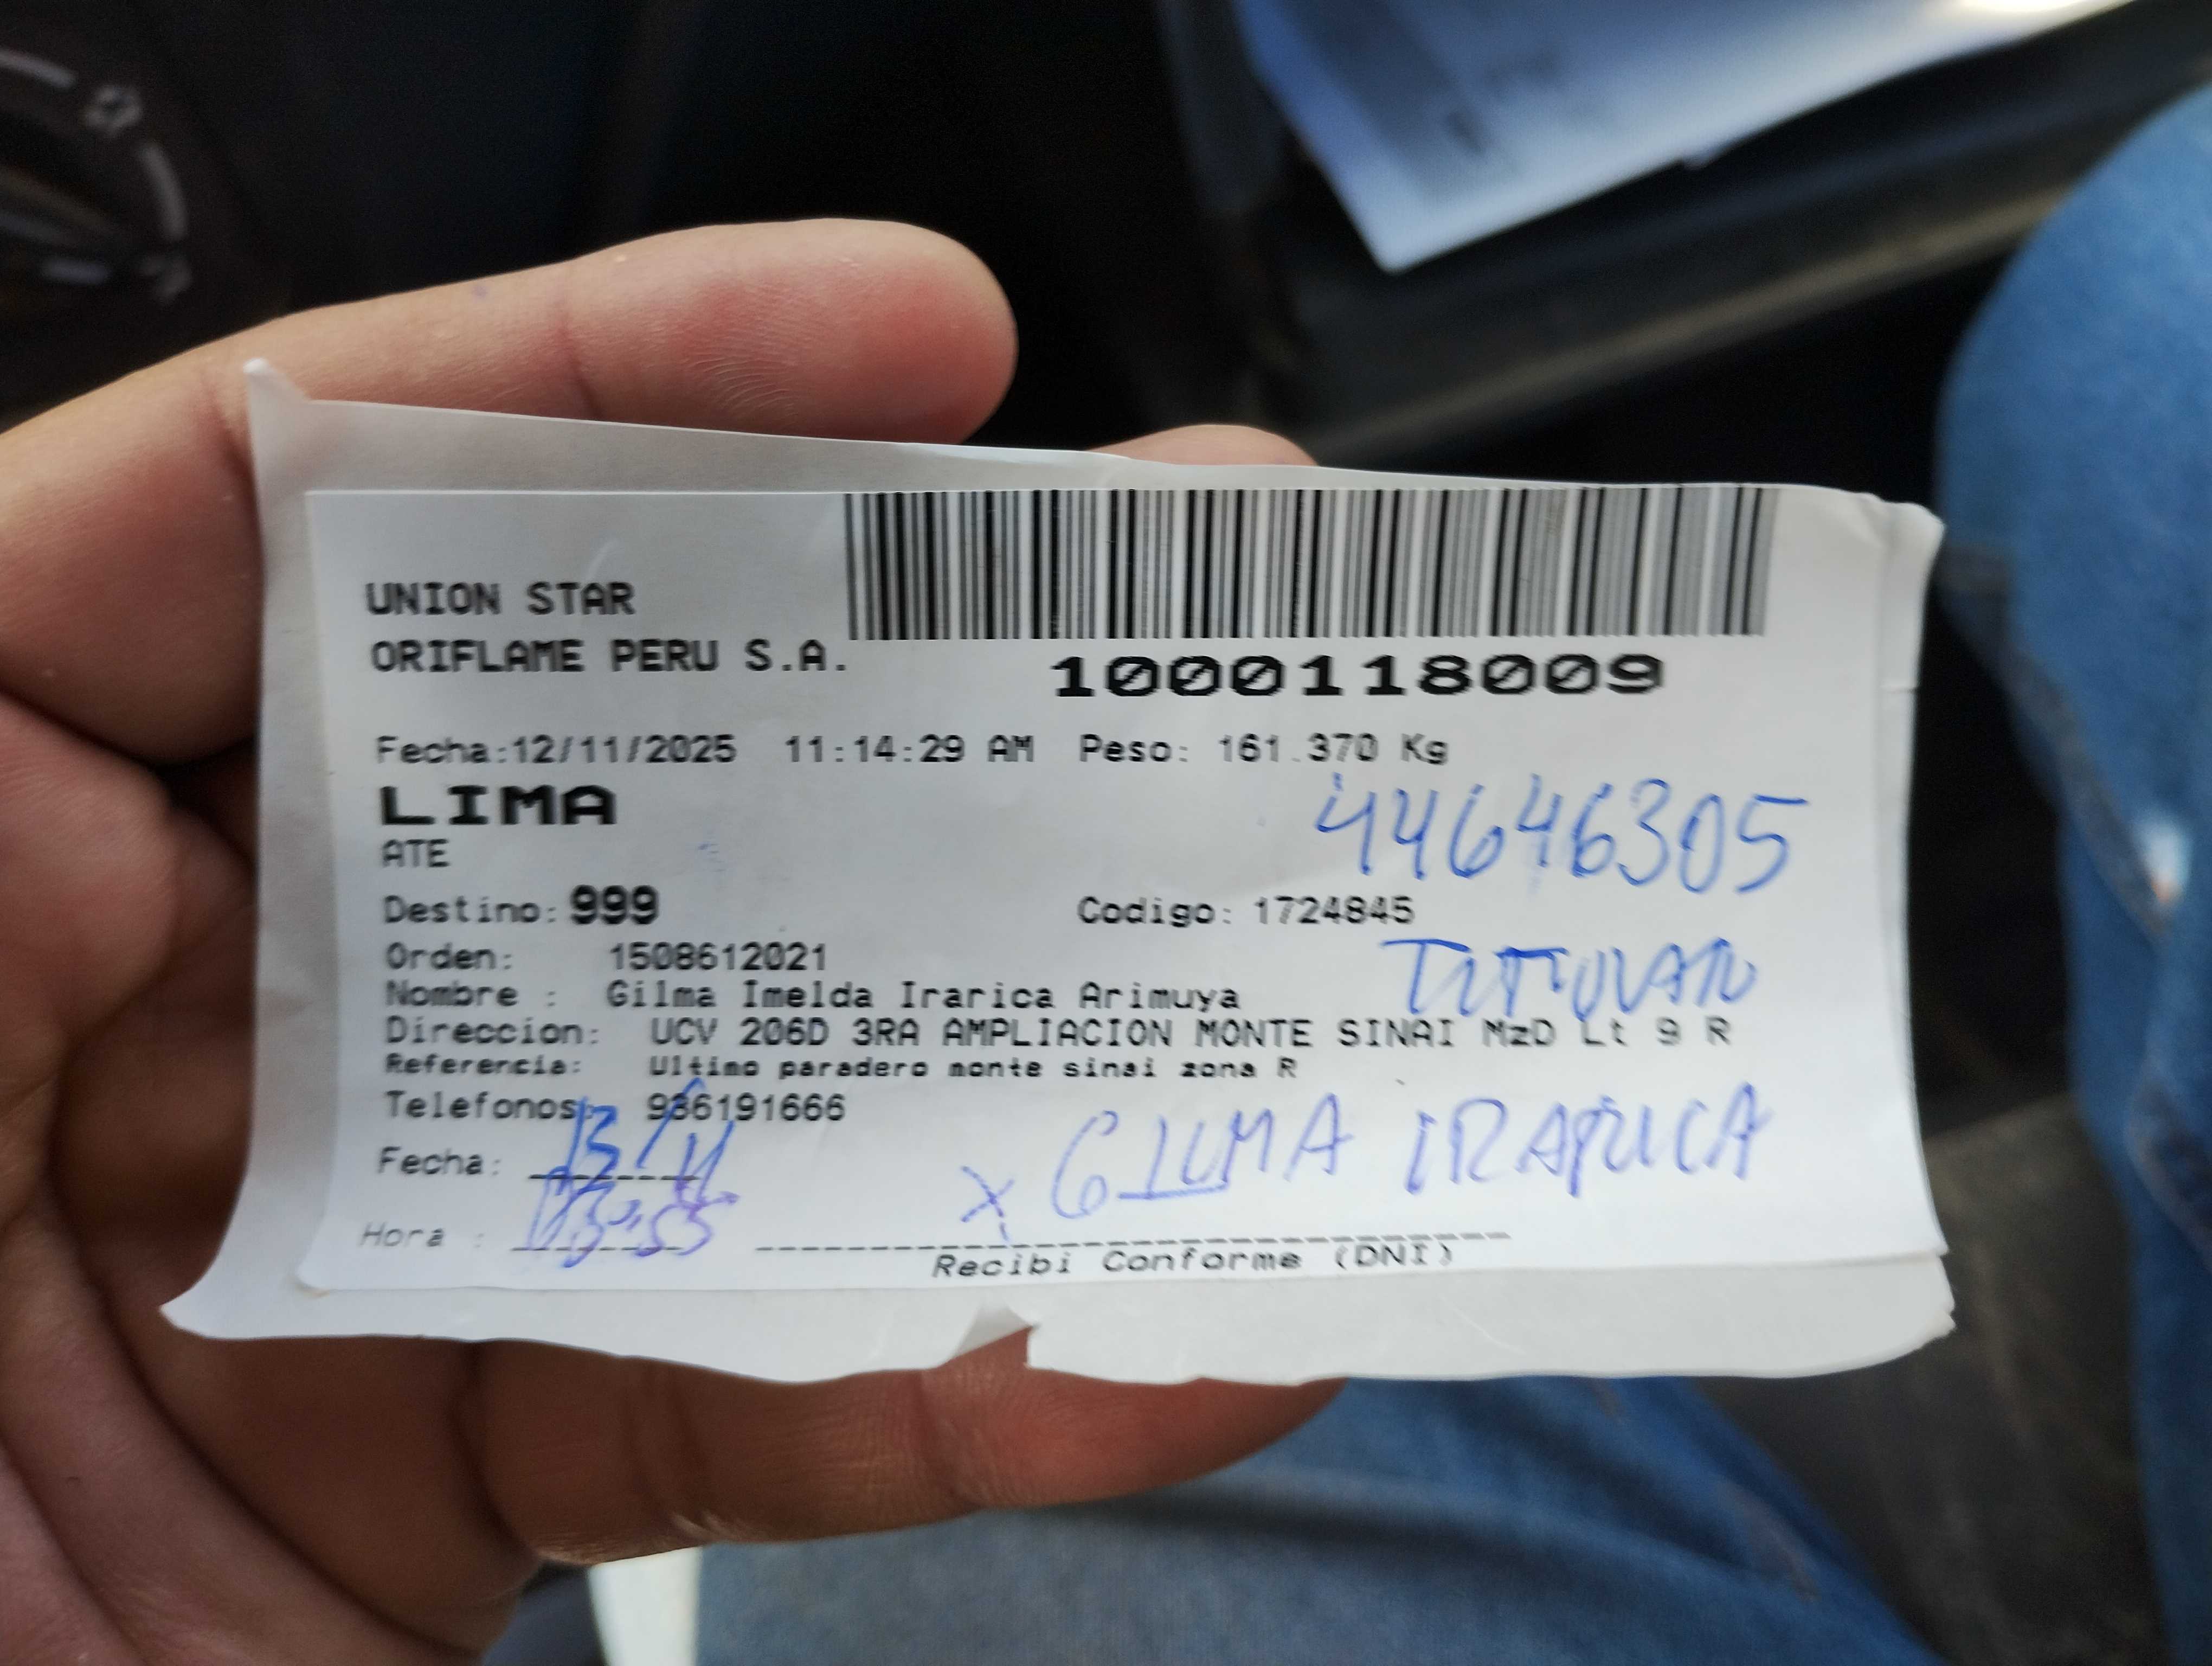 UNION STAR
ORIFLAME PERU S.A.
1000118009
Fecha:12/11/2025 11:14:29 AM Peso: 161.370 Kg
LIMA
44646305
ATE
Destino: 999 Codigo: 1724845
Orden: 1508612021
TITULAR
Nombre : Gilma Imelda Irarica Arimuya
Direccion: UCV 206D 3RA AMPLIACION MONTE SINAI MzD Lt 9 R
Referencia: Ultimo paradero monte sinai zona R
Telefonos: 936191666
Fecha: 13/11
X GILMA IRARICA
Hora :
Recibi Conforme (DNI)